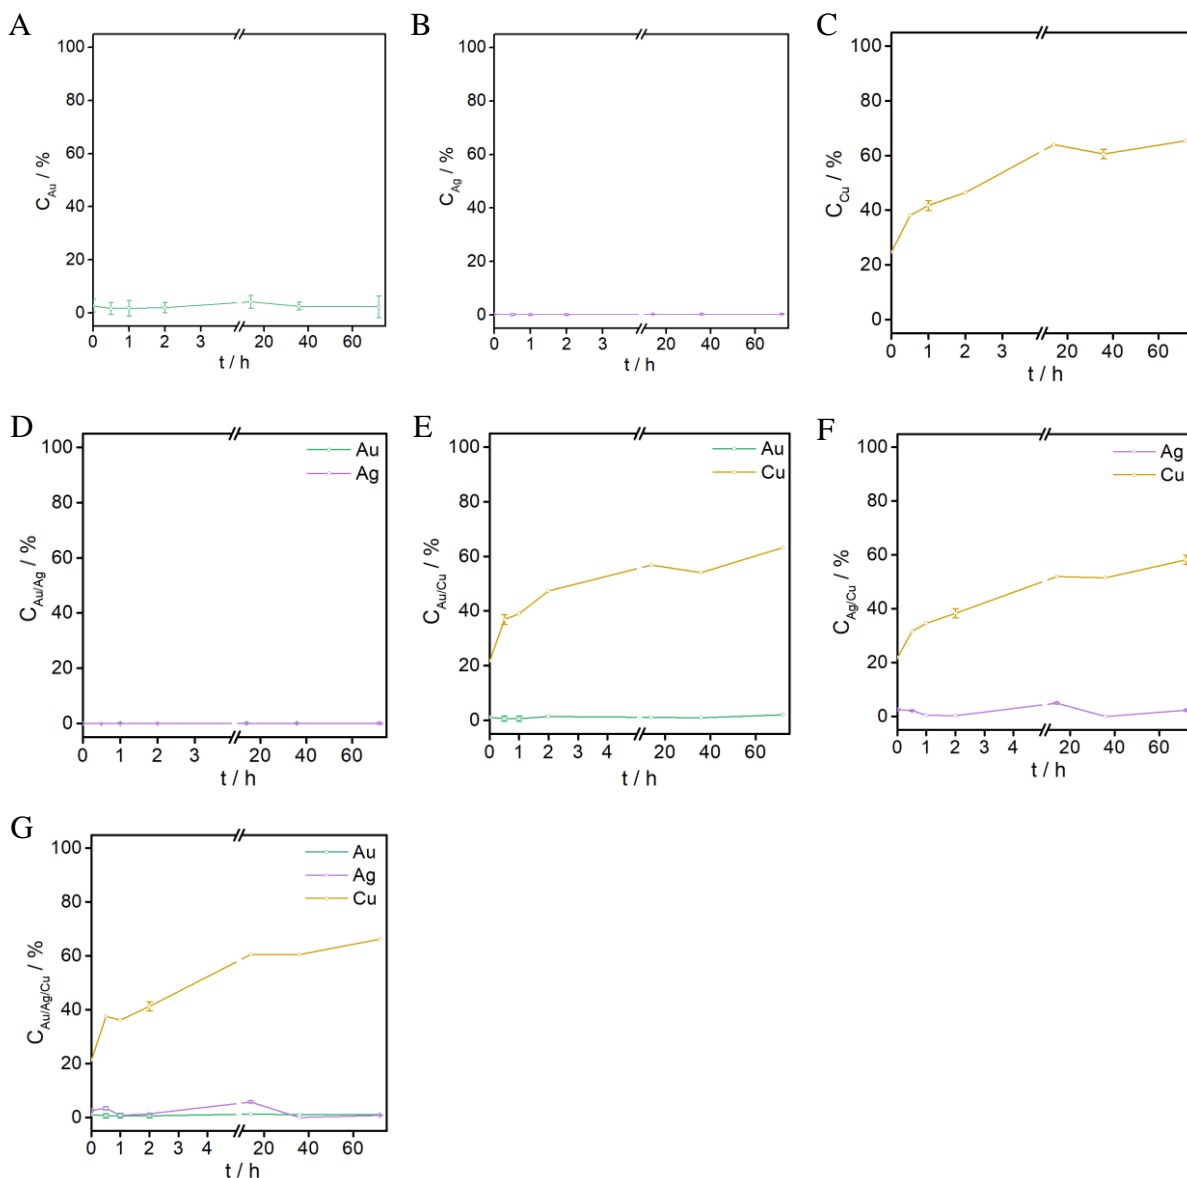 A
C_Au / %
100
80
60
40
20
0
0 1 2 3 20 40 60
t / h
B
C_Ag / %
100
80
60
40
20
0
0 1 2 3 20 40 60
t / h
C
C_Cu / %
100
80
60
40
20
0
0 1 2 3 20 40 60
t / h
D
C_Au/Ag / %
100
80
60
40
20
0
Au
Ag
0 1 2 3 20 40 60
t / h
E
C_Au/Cu / %
100
80
60
40
20
0
Au
Cu
0 1 2 3 4 20 40 60
t / h
F
C_Ag/Cu / %
100
80
60
40
20
0
Ag
Cu
0 1 2 3 4 20 40 60
t / h
G
C_Au/Ag/Cu / %
100
80
60
40
20
0
Au
Ag
Cu
0 1 2 3 4 20 40 60
t / h